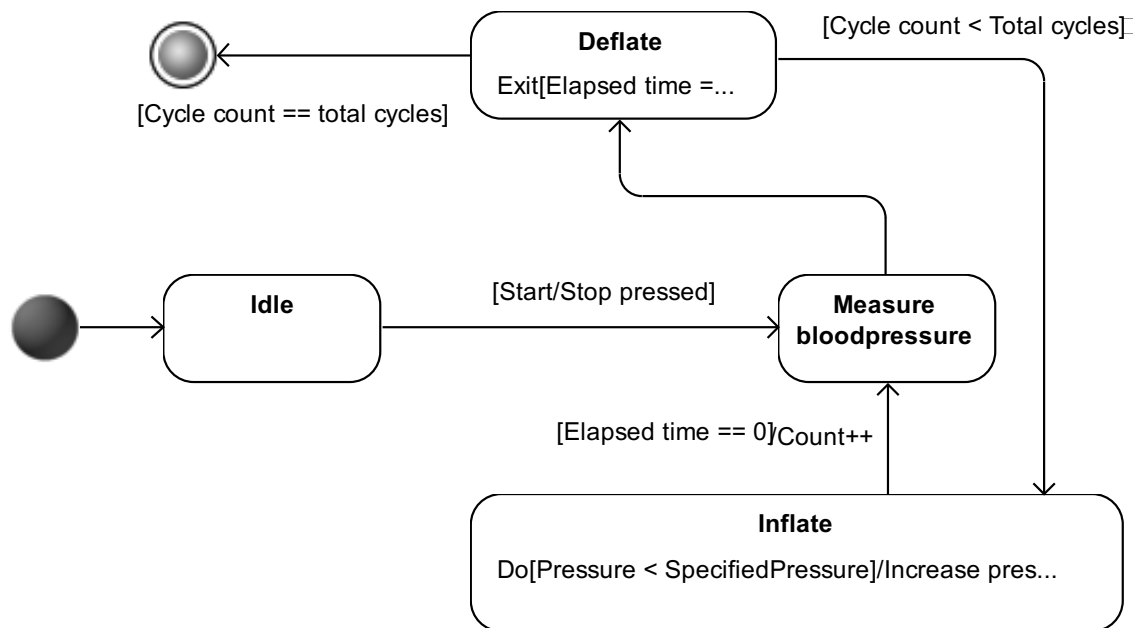 [Cycle count < Total cycles]
Deflate
Exit[Elapsed time =...
[Cycle count == total cycles]
Idle
[Start/Stop pressed]
Measure
bloodpressure
[Elapsed time == 0]/Count++
Inflate
Do[Pressure < SpecifiedPressure]/Increase pres...